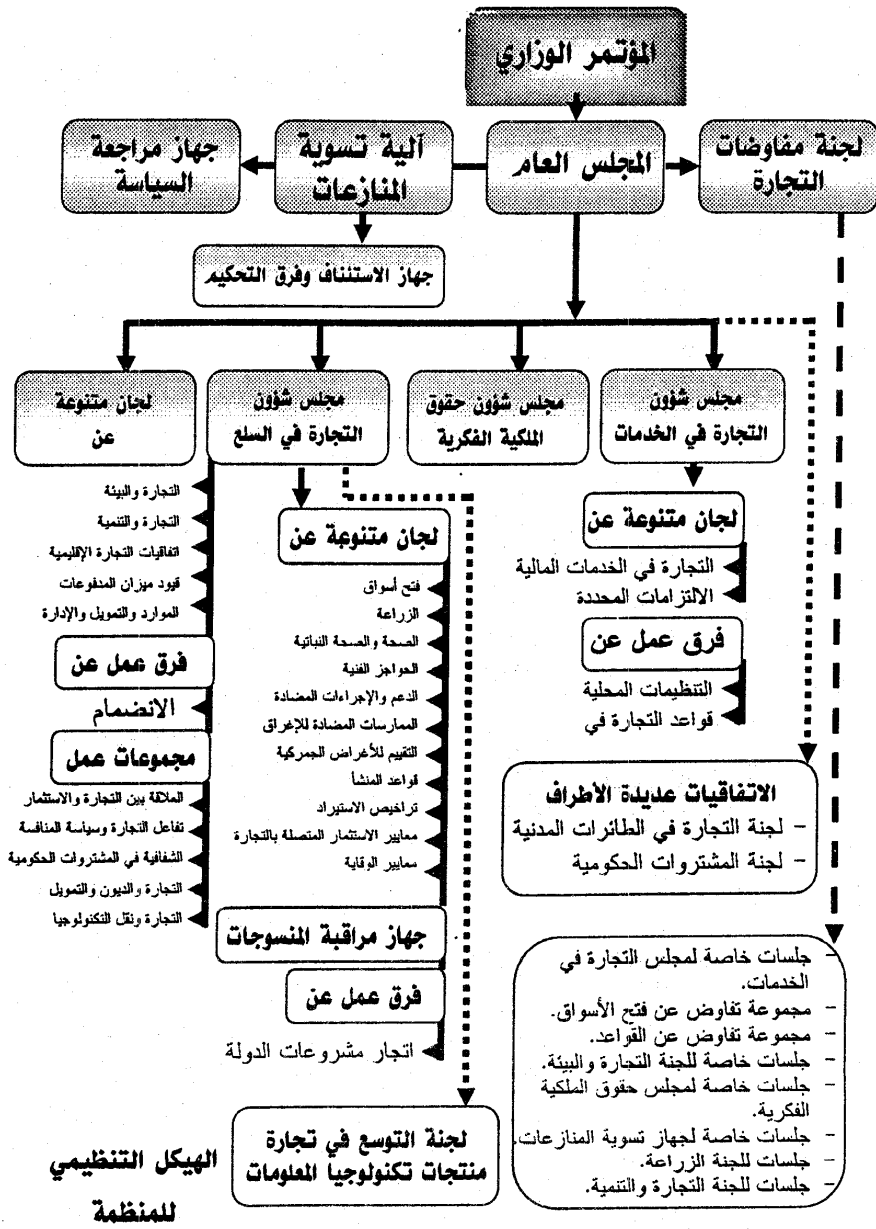 المؤتمر الوزاري
لجنة مفاوضات
التجارة
المجلس العام
آلية تسوية
المنازعات
جهاز مراجعة
السياسة
جهاز الاستئناف وفرق التحكيم
مجلس شؤون
التجارة في الخدمات
مجلس شؤون حقوق
الملكية الفكرية
مجلس شؤون
التجارة في السلع
لجان متنوعة
عن
لجان متنوعة عن
التجارة في الخدمات المالية
الالتزامات المحددة
فرق عمل عن
التنظيمات المحلية
قواعد التجارة في
الاتفاقيات عديدة الأطراف
- لجنة التجارة في الطائرات المدنية
- لجنة المشتروات الحكومية
- جلسات خاصة لمجلس التجارة في
الخدمات.
- مجموعة تفاوض عن فتح الأسواق.
- مجموعة تفاوض عن القواعد.
- جلسات خاصة للجنة التجارة والبيئة.
- جلسات خاصة لمجلس حقوق الملكية
الفكرية.
- جلسات خاصة لجهاز تسوية المنازعات.
- جلسات للجنة الزراعة.
- جلسات للجنة التجارة والتنمية.
لجان متنوعة عن
فتح أسواق
الزراعة
الصحة والصحة النباتية
الحواجز الفنية
الدعم والإجراءات المضادة
الممارسات المضادة للإغراق
التقييم للأغراض الجمركية
قواعد المنشأ
تراخيص الاستيراد
معايير الاستثمار المتصلة بالتجارة
معايير الوقاية
جهاز مراقبة المنسوجات
فرق عمل عن
اتجار مشروعات الدولة
لجنة التوسع في تجارة
منتجات تكنولوجيا المعلومات
التجارة والبيئة
التجارة والتنمية
اتفاقيات التجارة الإقليمية
قيود ميزان المدفوعات
الموارد والتمويل والإدارة
فرق عمل عن
الانضمام
مجموعات عمل
العلاقة بين التجارة والاستثمار
تفاعل التجارة وسياسة المنافسة
الشفافية في المشتروات الحكومية
التجارة والديون والتمويل
التجارة ونقل التكنولوجيا
الهيكل التنظيمي
للمنظمة